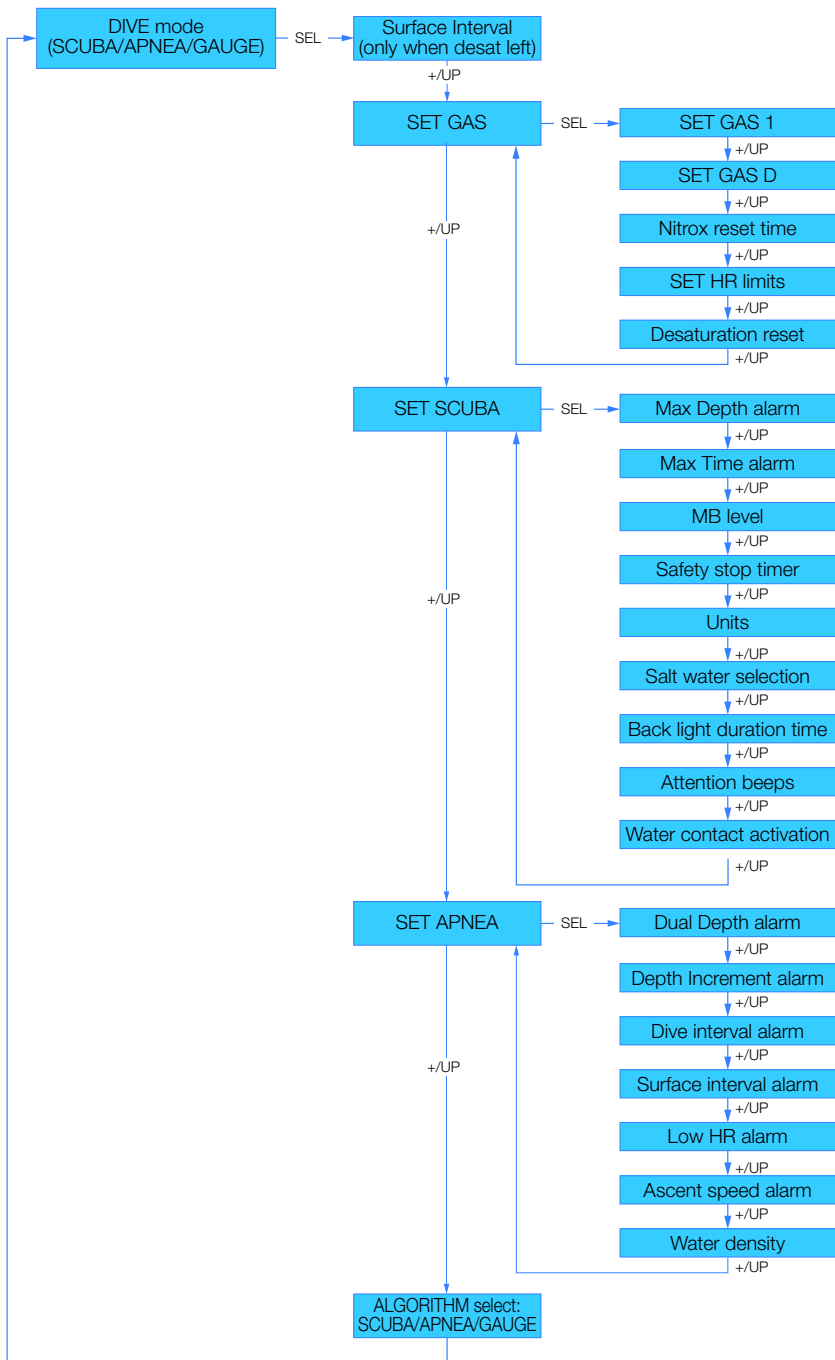 DIVE mode
(SCUBA/APNEA/GAUGE)
SEL
Surface Interval
(only when desat left)
+/UP
SET GAS
SEL
SET GAS 1
+/UP
SET GAS D
+/UP
Nitrox reset time
+/UP
SET HR limits
+/UP
Desaturation reset
+/UP
+/UP
SET SCUBA
SEL
Max Depth alarm
+/UP
Max Time alarm
+/UP
MB level
+/UP
Safety stop timer
+/UP
Units
+/UP
Salt water selection
+/UP
Back light duration time
+/UP
Attention beeps
+/UP
Water contact activation
+/UP
+/UP
SET APNEA
SEL
Dual Depth alarm
+/UP
Depth Increment alarm
+/UP
Dive interval alarm
+/UP
Surface interval alarm
+/UP
Low HR alarm
+/UP
Ascent speed alarm
+/UP
Water density
+/UP
+/UP
ALGORITHM select:
SCUBA/APNEA/GAUGE